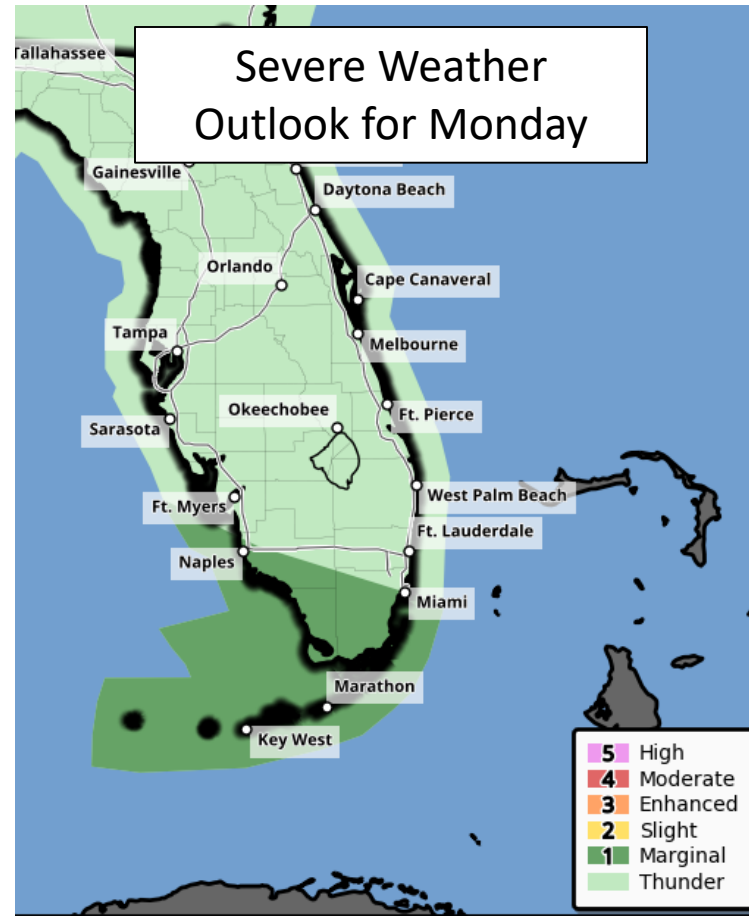 Severe Weather
Outlook for Monday
Tallahassee
Gainesville
Daytona Beach
Orlando
Cape Canaveral
Tampa
Melbourne
Okeechobee
Ft. Pierce
Sarasota
West Palm Beach
Ft. Myers
Ft. Lauderdale
Naples
Miami
Marathon
Key West
5 High
4 Moderate
3 Enhanced
2 Slight
1 Marginal
Thunder